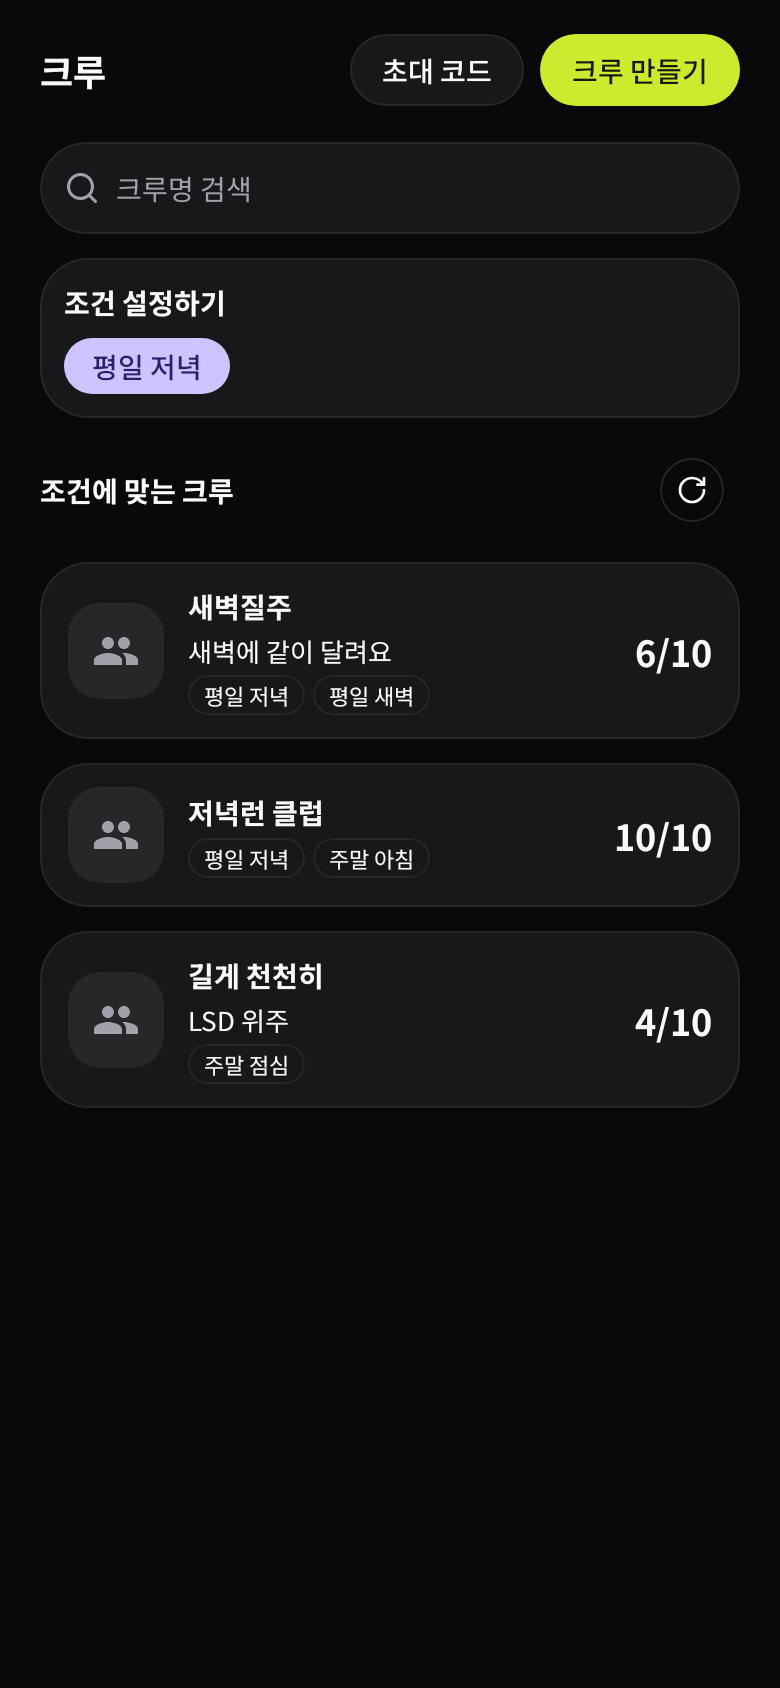 크루
초대 코드
크루 만들기
크루명 검색
조건 설정하기
평일 저녁
조건에 맞는 크루
새벽질주
새벽에 같이 달려요
평일 저녁
평일 새벽
6/10
저녁런 클럽
평일 저녁
주말 아침
10/10
길게 천천히
LSD 위주
주말 점심
4/10